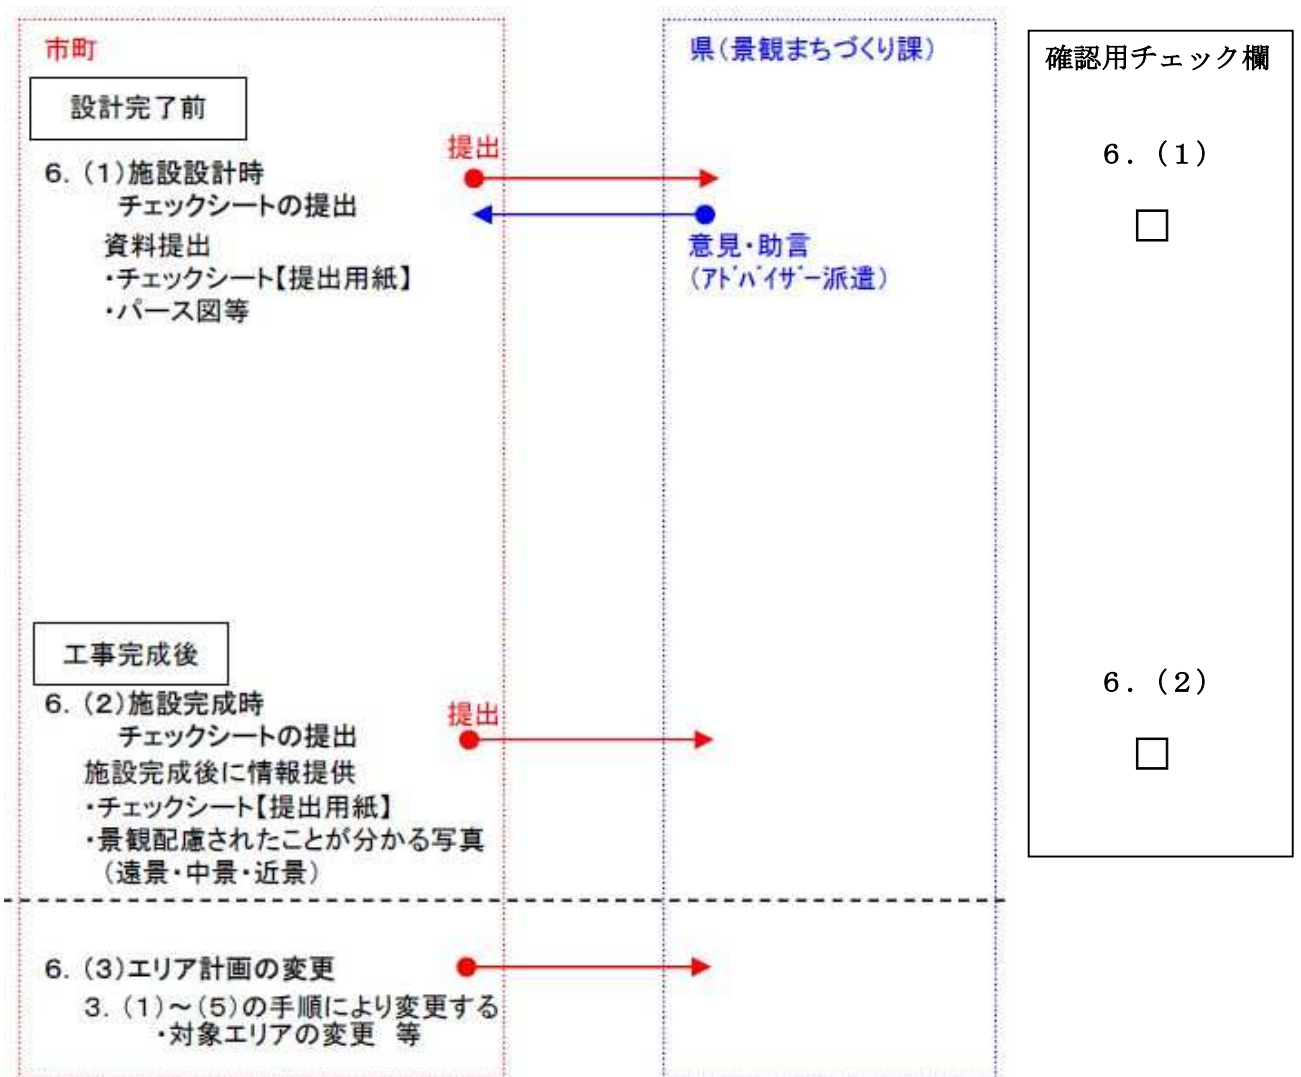 市町
県(景観まちづくり課)
確認用チェック欄
設計完了前
提出
6.(1)施設設計時
チェックシートの提出
資料提出
・チェックシート【提出用紙】
・パース図等
意見・助言
(ｱﾄﾞﾊﾞｲｻﾞｰ派遣)
6.(1)
□
工事完成後
6.(2)施設完成時
チェックシートの提出
提出
施設完成後に情報提供
・チェックシート【提出用紙】
・景観配慮されたことが分かる写真
(遠景・中景・近景)
6.(2)
□
6.(3)エリア計画の変更
3.(1)～(5)の手順により変更する
・対象エリアの変更 等